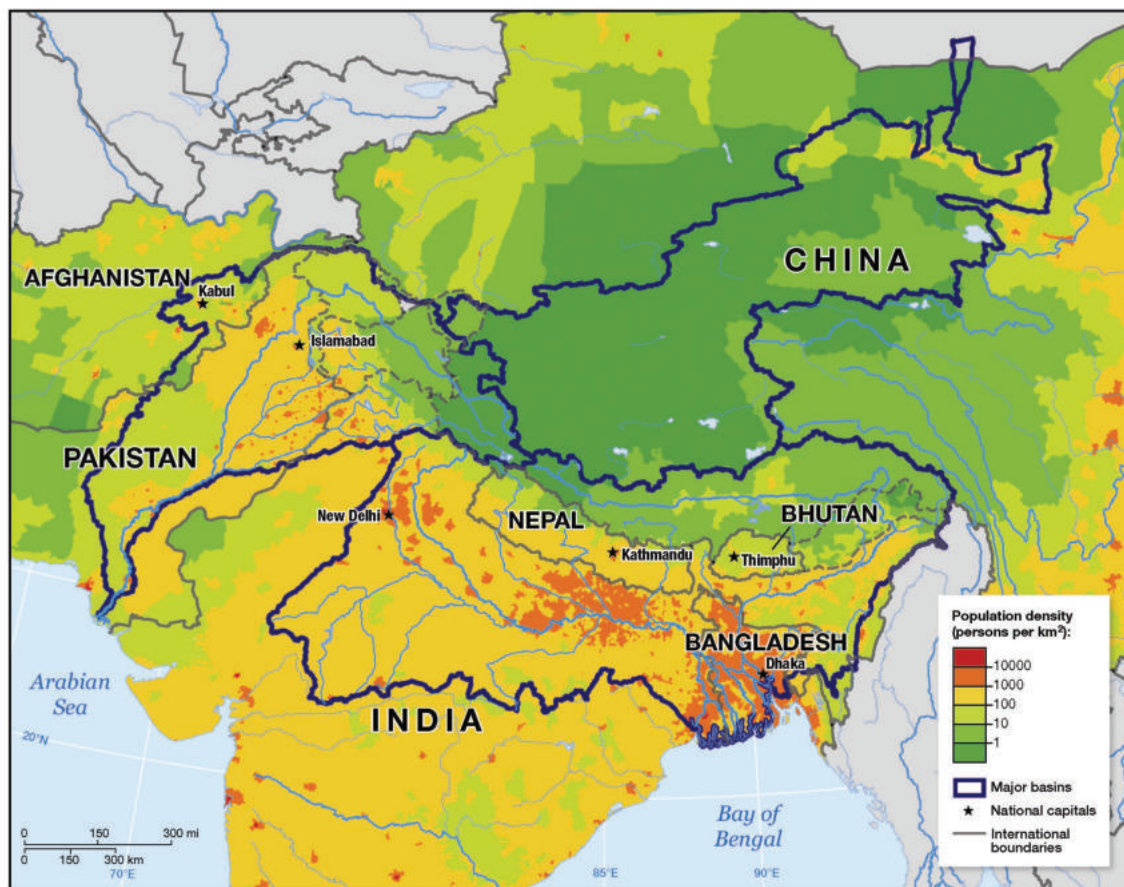 AFGHANISTAN
Kabul
CHINA
Islamabad
PAKISTAN
New Delhi
NEPAL
BHUTAN
Kathmandu
Thimphu
BANGLADESH
Dhaka
Arabian
Sea
INDIA
20°N
Bay of
Bengal
Population density
(persons per km²):
10000
1000
100
10
1
Major basins
National capitals
International
boundaries
0 150 300 mi
0 150 300 km
70°E
85°E
90°E